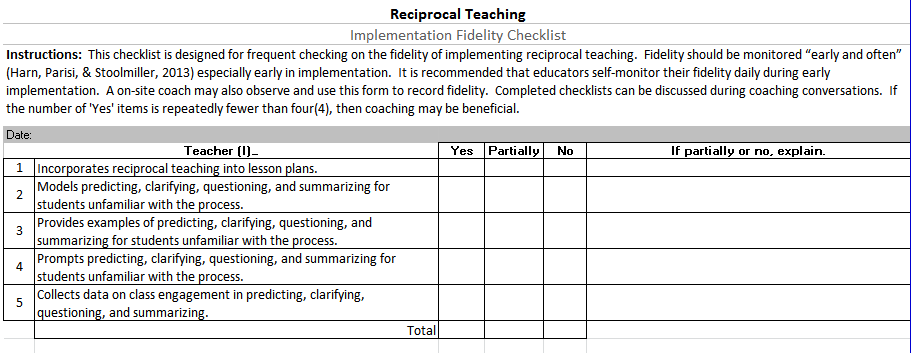 Reciprocal Teaching
Implementation Fidelity Checklist
Instructions:  This checklist is designed for frequent checking on the fidelity of implementing reciprocal teaching.  Fidelity should be monitored “early and often”
(Harn, Parisi, & Stoolmiller, 2013) especially early in implementation.  It is recommended that educators self-monitor their fidelity daily during early
implementation.  A on-site coach may also observe and use this form to record fidelity.  Completed checklists can be discussed during coaching conversations.  If
the number of 'Yes' items is repeatedly fewer than four(4), then coaching may be beneficial.
Date:
Teacher (I)… Yes Partially No If partially or no, explain.
1 Incorporates reciprocal teaching into lesson plans.
2 Models predicting, clarifying, questioning, and summarizing for
students unfamiliar with the process.
3 Provides examples of predicting, clarifying, questioning, and
summarizing for students unfamiliar with the process.
4 Prompts predicting, clarifying, questioning, and summarizing for
students unfamiliar with the process.
5 Collects data on class engagement in predicting, clarifying,
questioning, and summarizing.
Total